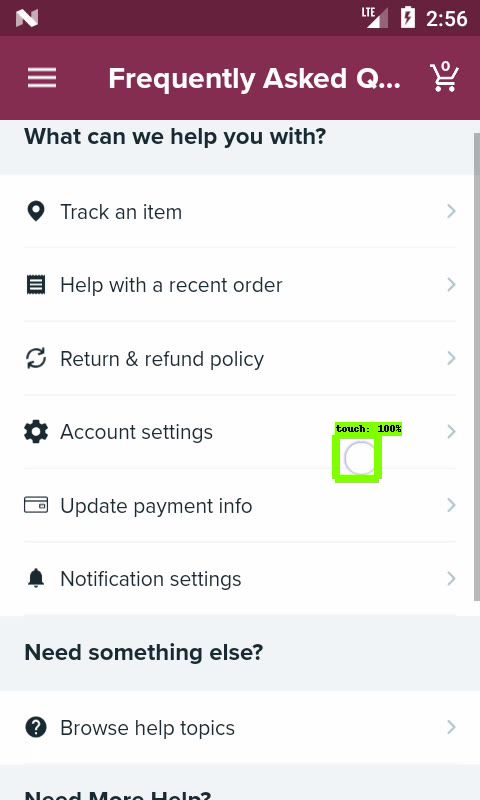 LTE 2:56
Frequently Asked Q... 0
What can we help you with?
Track an item
Help with a recent order
Return & refund policy
touch: 100%
Account settings
Update payment info
Notification settings
Need something else?
Browse help topics
Need More Help?